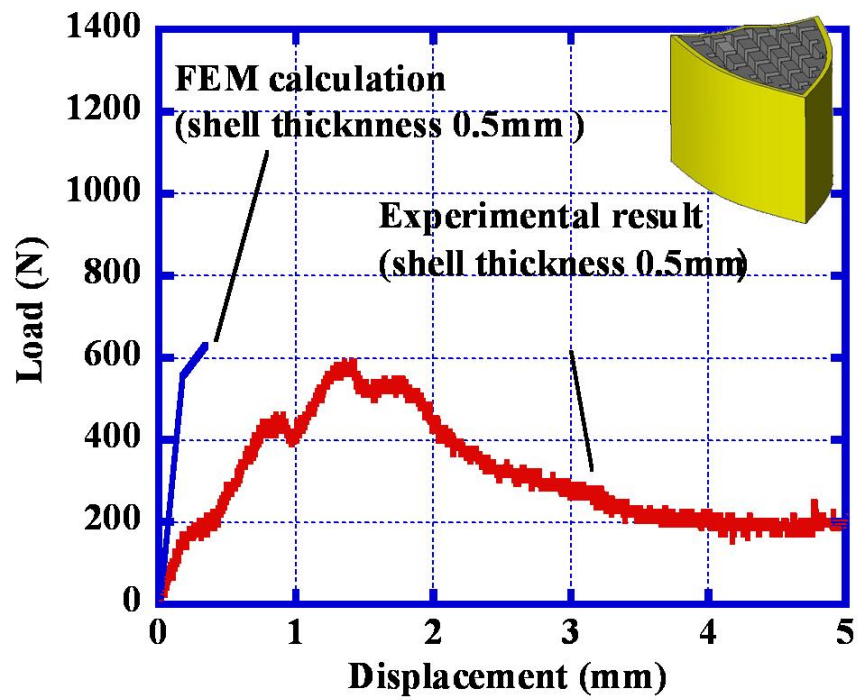 1400
1200
1000
800
600
400
200
0
Load (N)
FEM calculation
(shell thicknness 0.5mm )
Experimental result
(shell thickness 0.5mm)
0 1 2 3 4 5
Displacement (mm)